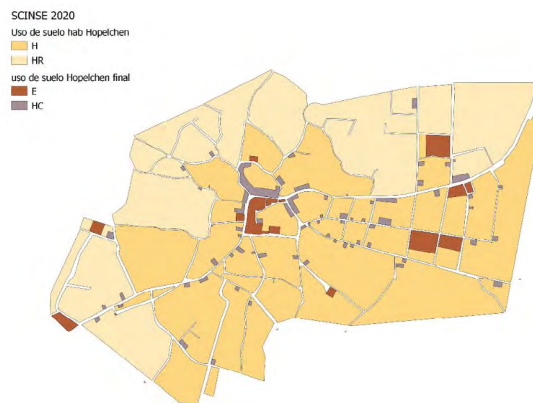 SCINSE 2020
Uso de suelo hab Hopelchen
H
HR
uso de suelo Hopelchen final
E
HC